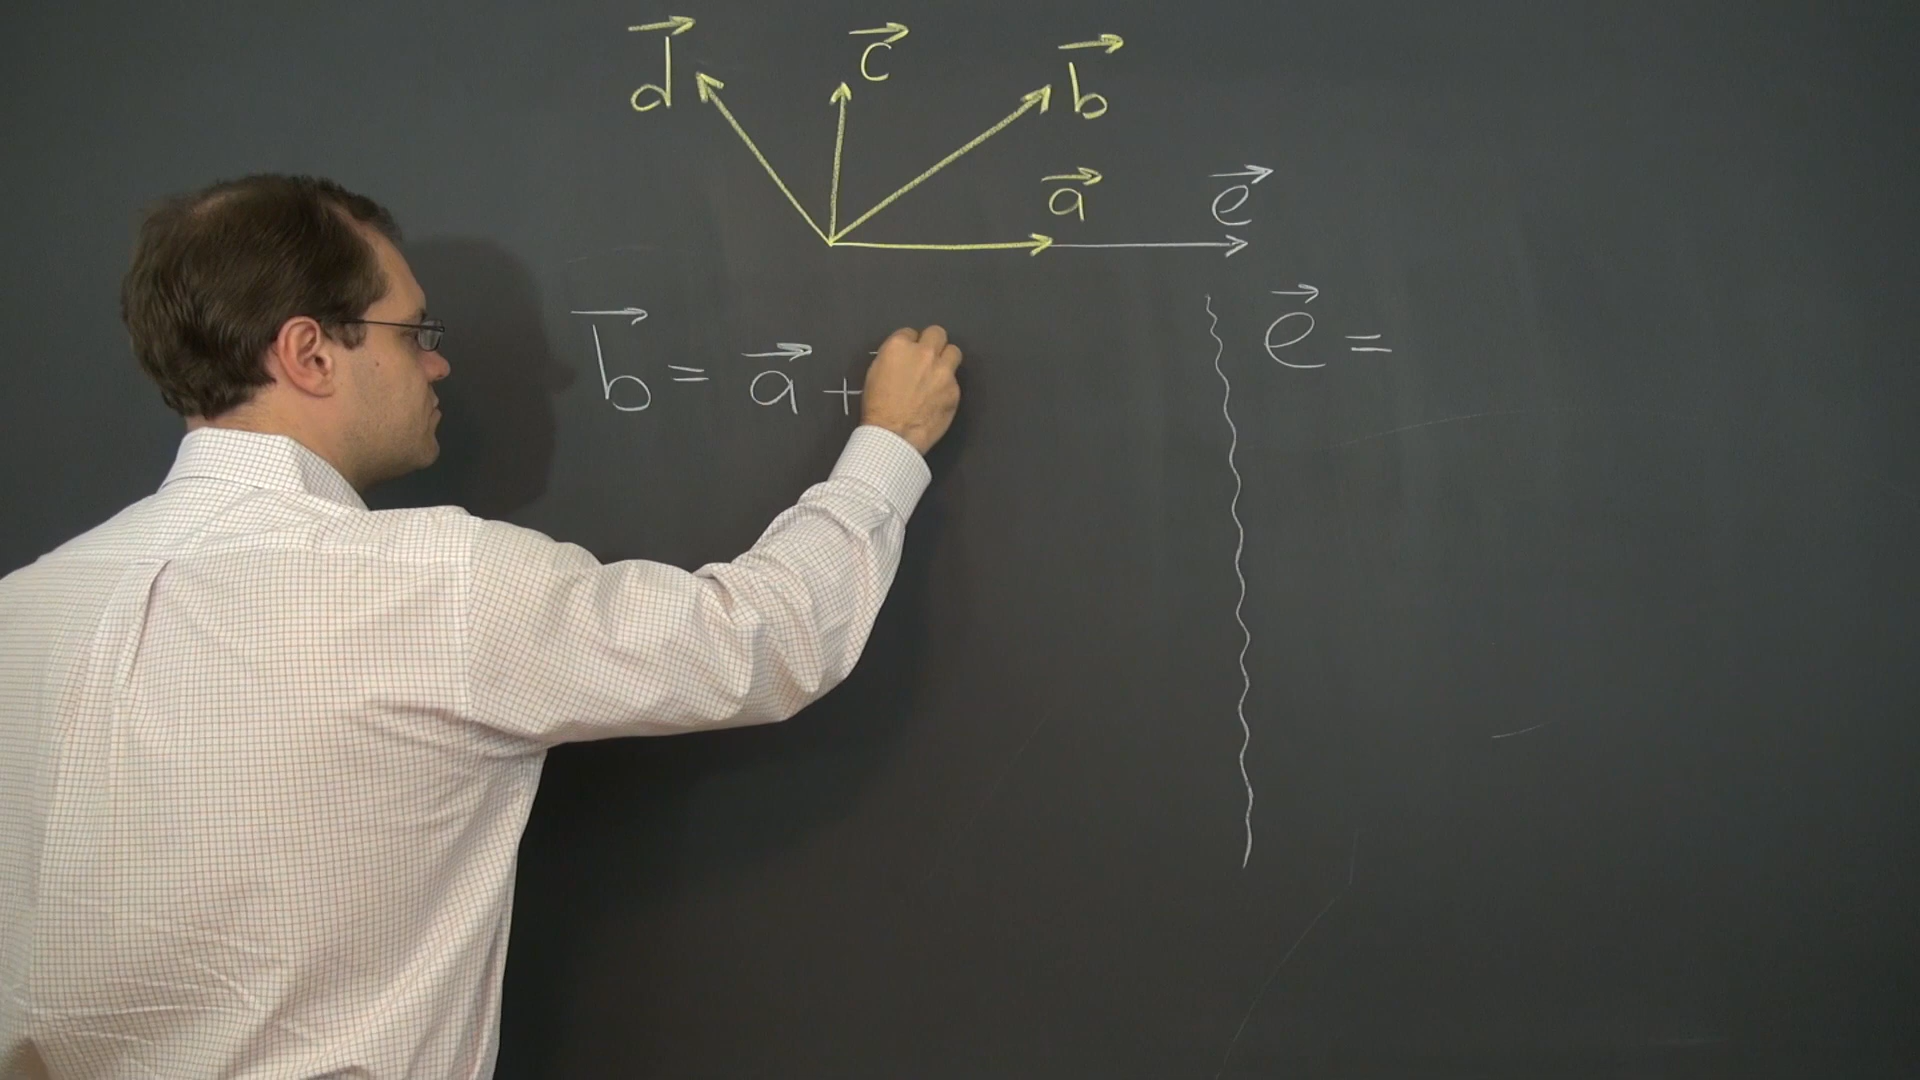 d⃗ c⃗ b⃗
a⃗ e⃗
b⃗ = a⃗ +
e⃗ =